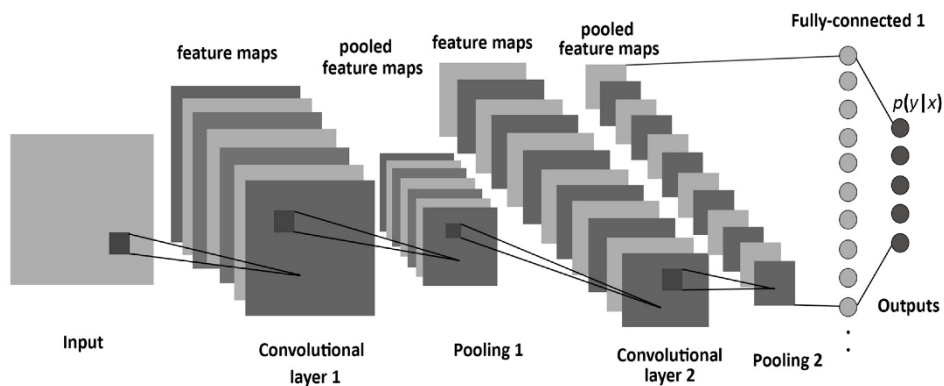 Fully-connected 1
feature maps
pooled
feature maps
feature maps
pooled
feature maps
p(y|x)
Input
Convolutional
layer 1
Pooling 1
Convolutional
layer 2
Pooling 2
Outputs